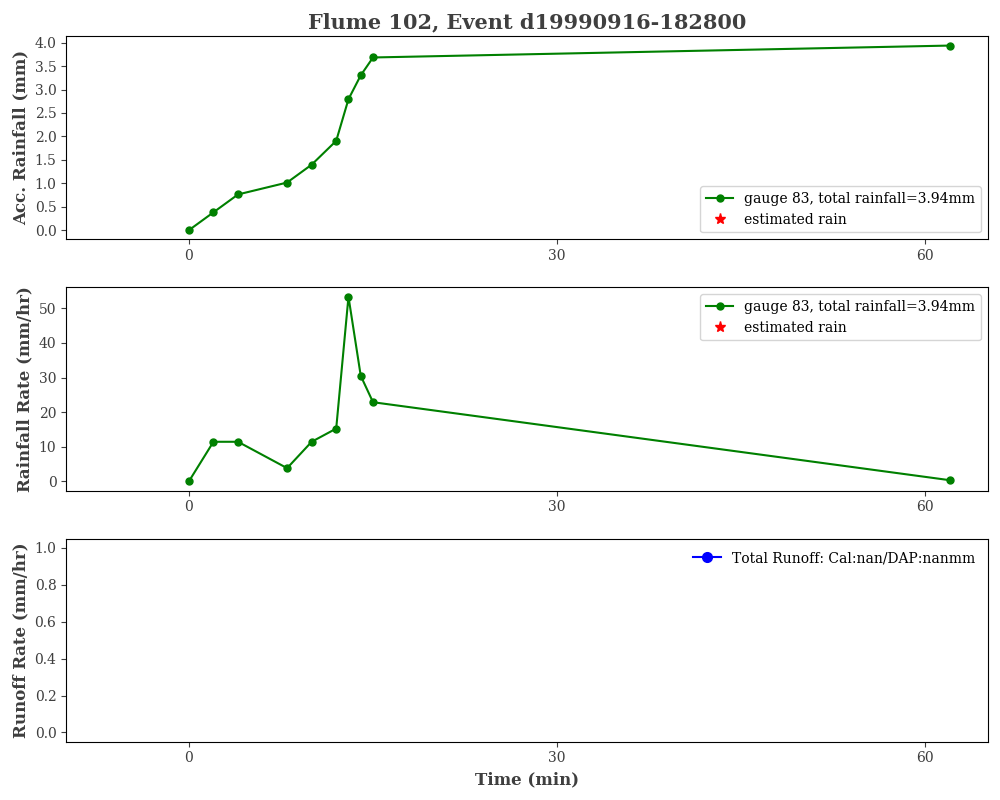 Flume 102, Event d19990916-182800
Acc. Rainfall (mm)
4.0
3.5
3.0
2.5
2.0
1.5
1.0
0.5
0.0
gauge 83, total rainfall=3.94mm
estimated rain
0 30 60
Rainfall Rate (mm/hr)
50
40
30
20
10
0
gauge 83, total rainfall=3.94mm
estimated rain
0 30 60
Runoff Rate (mm/hr)
1.0
0.8
0.6
0.4
0.2
0.0
Total Runoff: Cal:nan/DAP:nanmm
0 30 60
Time (min)